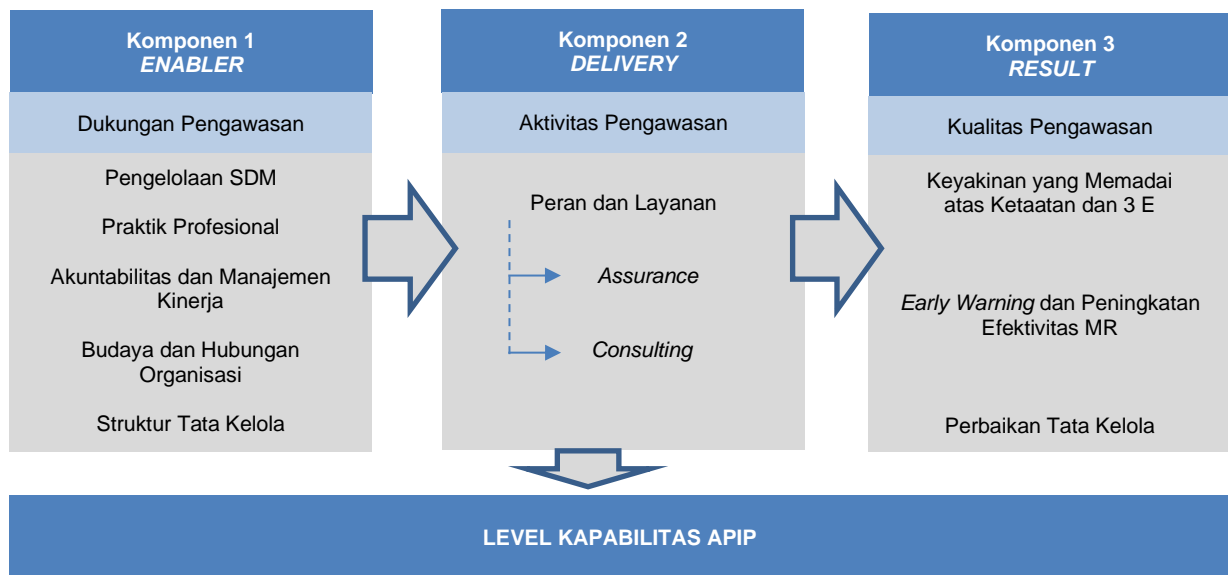 Komponen 1
ENABLER
Dukungan Pengawasan
Pengelolaan SDM
Praktik Profesional
Akuntabilitas dan Manajemen
Kinerja
Budaya dan Hubungan
Organisasi
Struktur Tata Kelola
Komponen 2
DELIVERY
Aktivitas Pengawasan
Peran dan Layanan
Assurance
Consulting
Komponen 3
RESULT
Kualitas Pengawasan
Keyakinan yang Memadai
atas Ketaatan dan 3 E
Early Warning dan Peningkatan
Efektivitas MR
Perbaikan Tata Kelola
LEVEL KAPABILITAS APIP